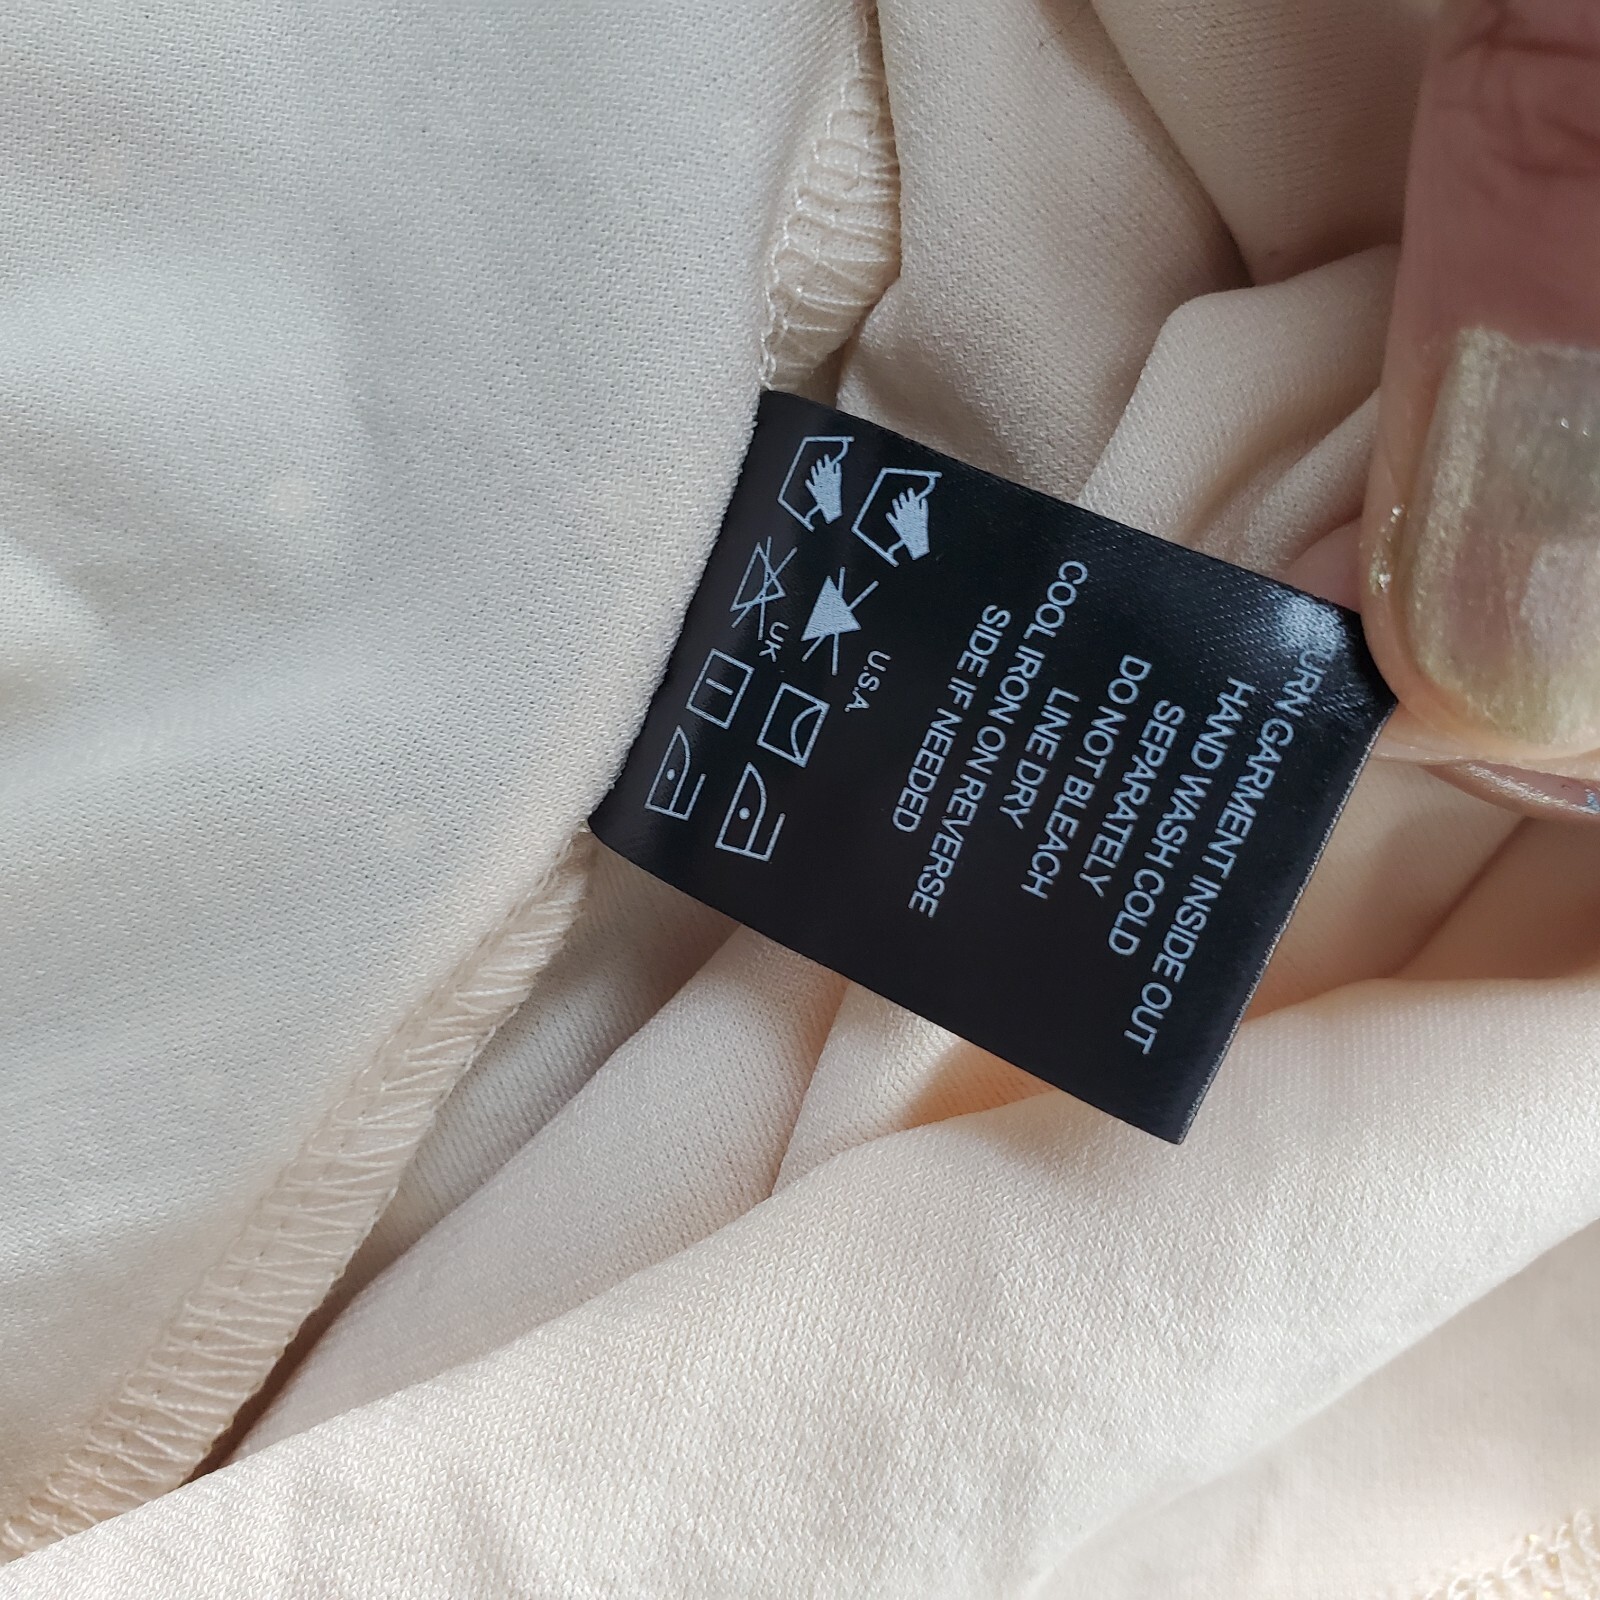 URN GARMENT INSIDE OUT
HAND WASH COLD
SEPARATELY
DO NOT BLEACH
LINE DRY
COOL IRON ON REVERSE
SIDE IF NEEDED
U.S.A.
UK